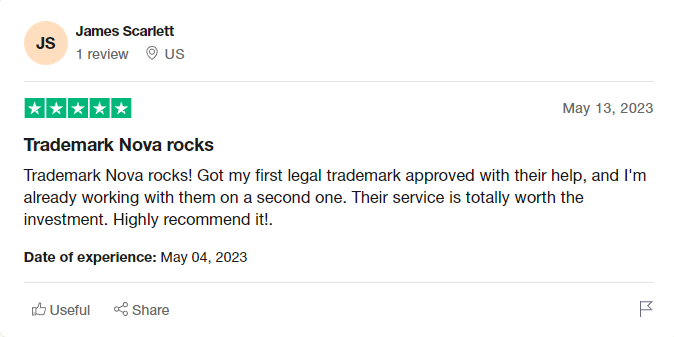 JS
James Scarlett
1 review US
May 13, 2023
Trademark Nova rocks
Trademark Nova rocks! Got my first legal trademark approved with their help, and I'm
already working with them on a second one. Their service is totally worth the
investment. Highly recommend it!.
Date of experience: May 04, 2023
Useful Share